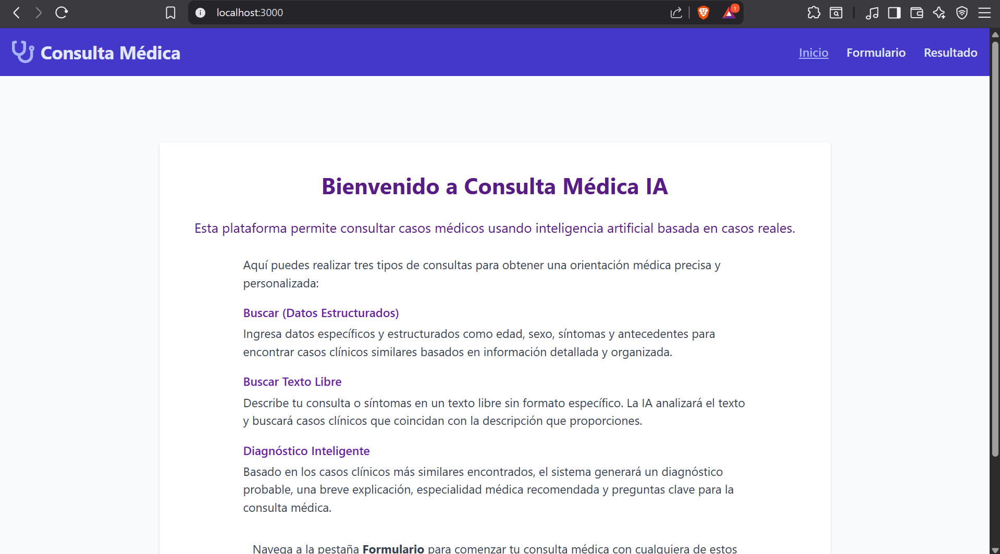 localhost:3000
1
Consulta Médica
Inicio
Formulario
Resultado
Bienvenido a Consulta Médica IA
Esta plataforma permite consultar casos médicos usando inteligencia artificial basada en casos reales.
Aquí puedes realizar tres tipos de consultas para obtener una orientación médica precisa y
personalizada:
Buscar (Datos Estructurados)
Ingresa datos específicos y estructurados como edad, sexo, síntomas y antecedentes para
encontrar casos clínicos similares basados en información detallada y organizada.
Buscar Texto Libre
Describe tu consulta o síntomas en un texto libre sin formato específico. La IA analizará el texto
y buscará casos clínicos que coincidan con la descripción que proporciones.
Diagnóstico Inteligente
Basado en los casos clínicos más similares encontrados, el sistema generará un diagnóstico
probable, una breve explicación, especialidad médica recomendada y preguntas clave para la
consulta médica.
Navega a la pestaña Formulario para comenzar tu consulta médica con cualquiera de estos